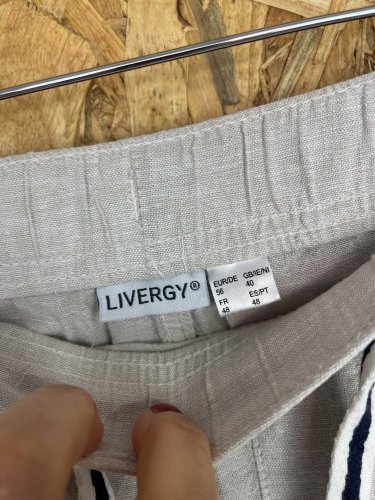 LIVERGY®
EUR/DE GB/IE/NI
56 40
FR ES/PT
48 48